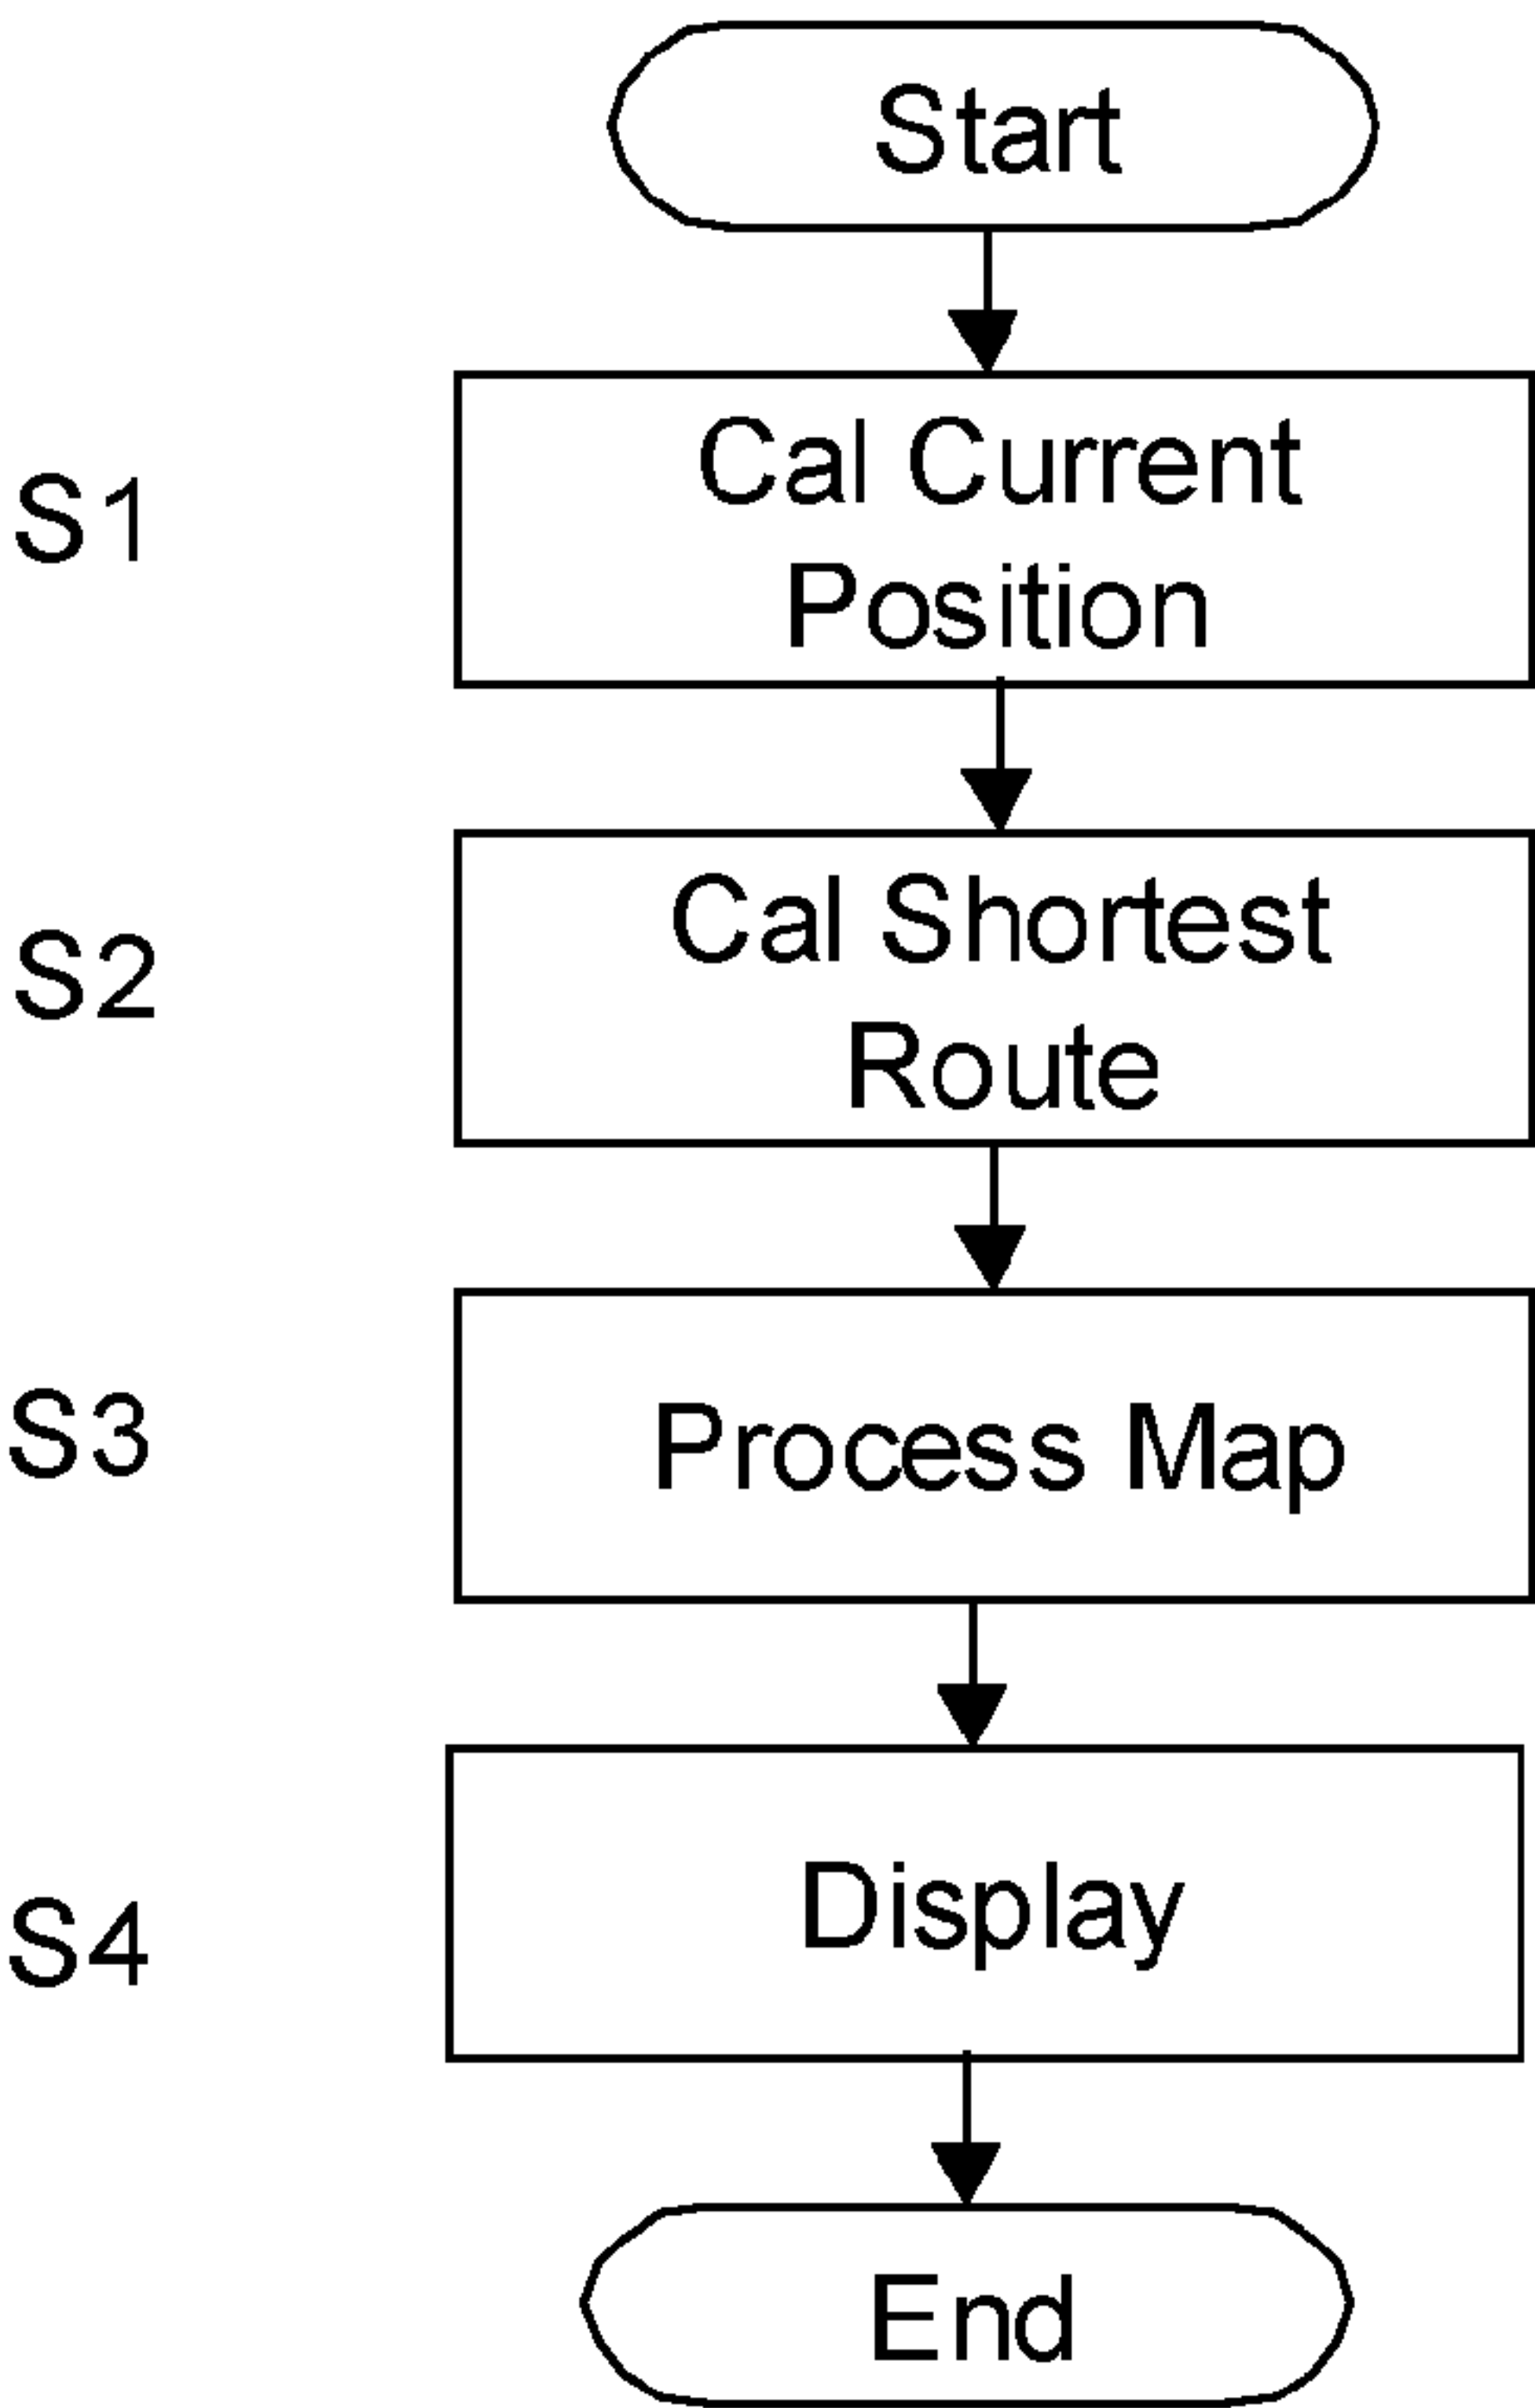 Start
S1
Cal Current
Position
S2
Cal Shortest
Route
S3
Process Map
S4
Display
End